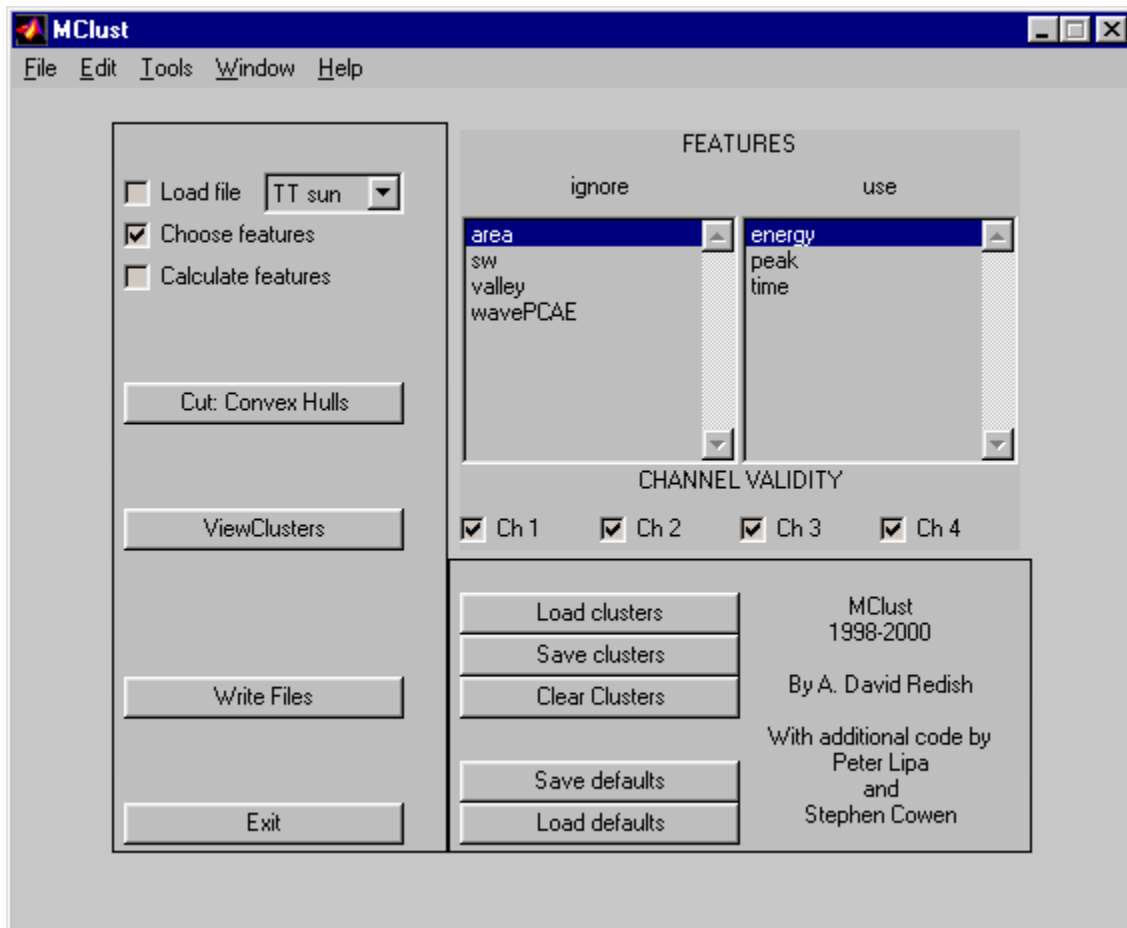 MClust
File Edit Tools Window Help
Load file TT sun
Choose features
Calculate features
Cut: Convex Hulls
ViewClusters
Write Files
Exit
FEATURES
ignore use
area
sw
valley
wavePCAE
energy
peak
time
CHANNEL VALIDITY
Ch 1 Ch 2 Ch 3 Ch 4
Load clusters
Save clusters
Clear Clusters
Save defaults
Load defaults
MClust
1998-2000
By A. David Redish
With additional code by
Peter Lipa
and
Stephen Cowen